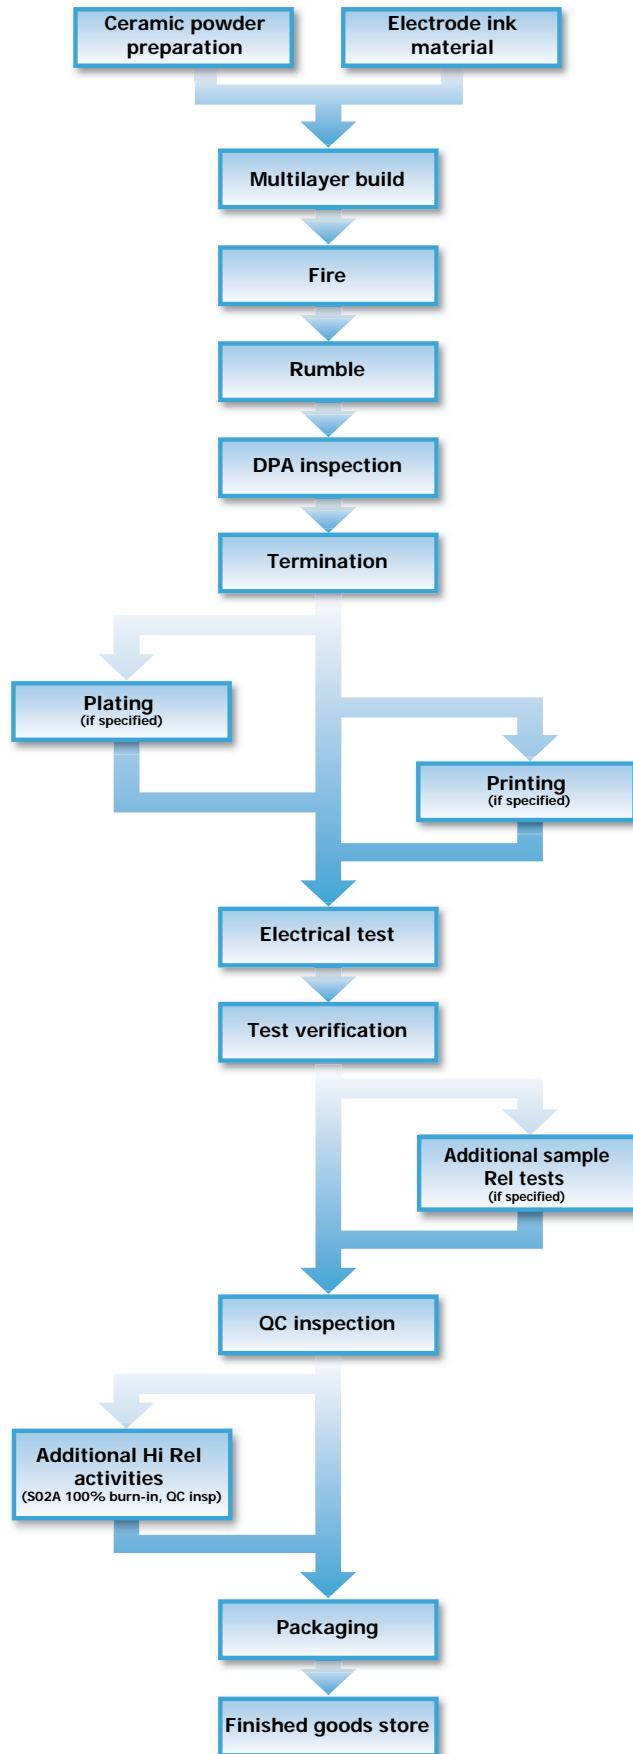 Ceramic powder
preparation
Electrode ink
material
Multilayer build
Fire
Rumble
DPA inspection
Termination
Plating
(if specified)
Printing
(if specified)
Electrical test
Test verification
Additional sample
Rel tests
(if specified)
QC inspection
Additional Hi Rel
activities
(S02A 100% burn-in, QC insp)
Packaging
Finished goods store